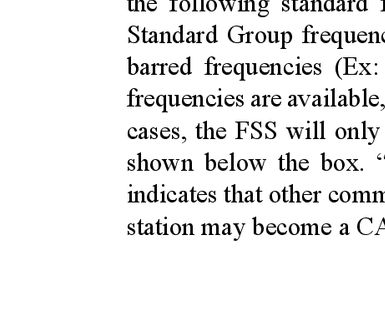 the following standard
Standard Group frequenc
barred frequencies (Ex:
frequencies are available,
cases, the FSS will only
shown below the box. “
indicates that other comm
station may become a CA